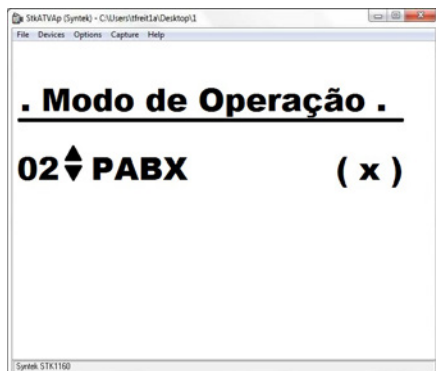 StkATVAp (Syntek) - C:\Users\tfreit1a\Desktop\1
File Devices Options Capture Help
. Modo de Operação .
02 PABX ( x )
Syntek STK1160